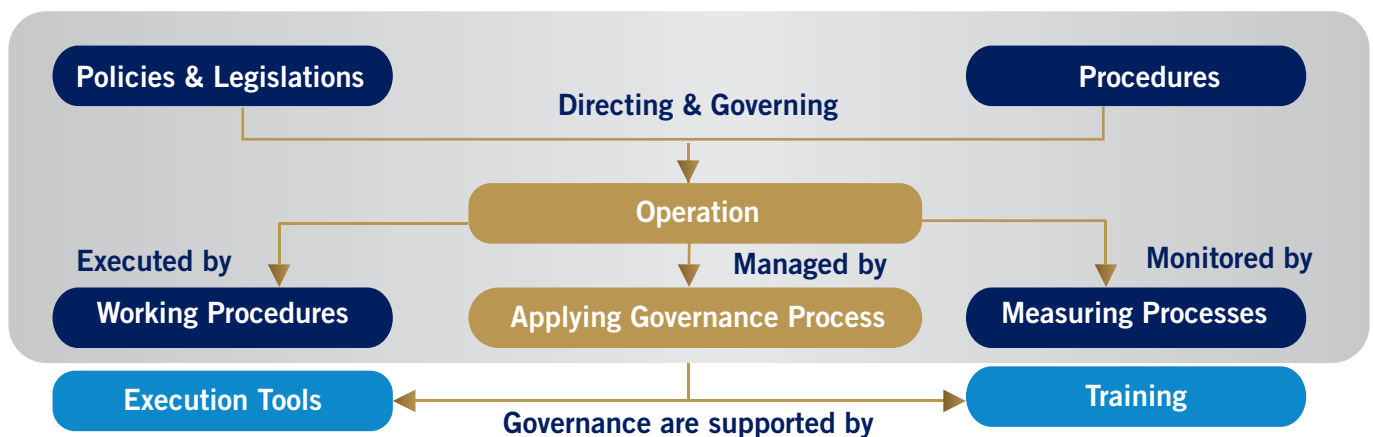 Policies & Legislations
Procedures
Directing & Governing
Operation
Executed by
Managed by
Monitored by
Working Procedures
Applying Governance Process
Measuring Processes
Execution Tools
Training
Governance are supported by